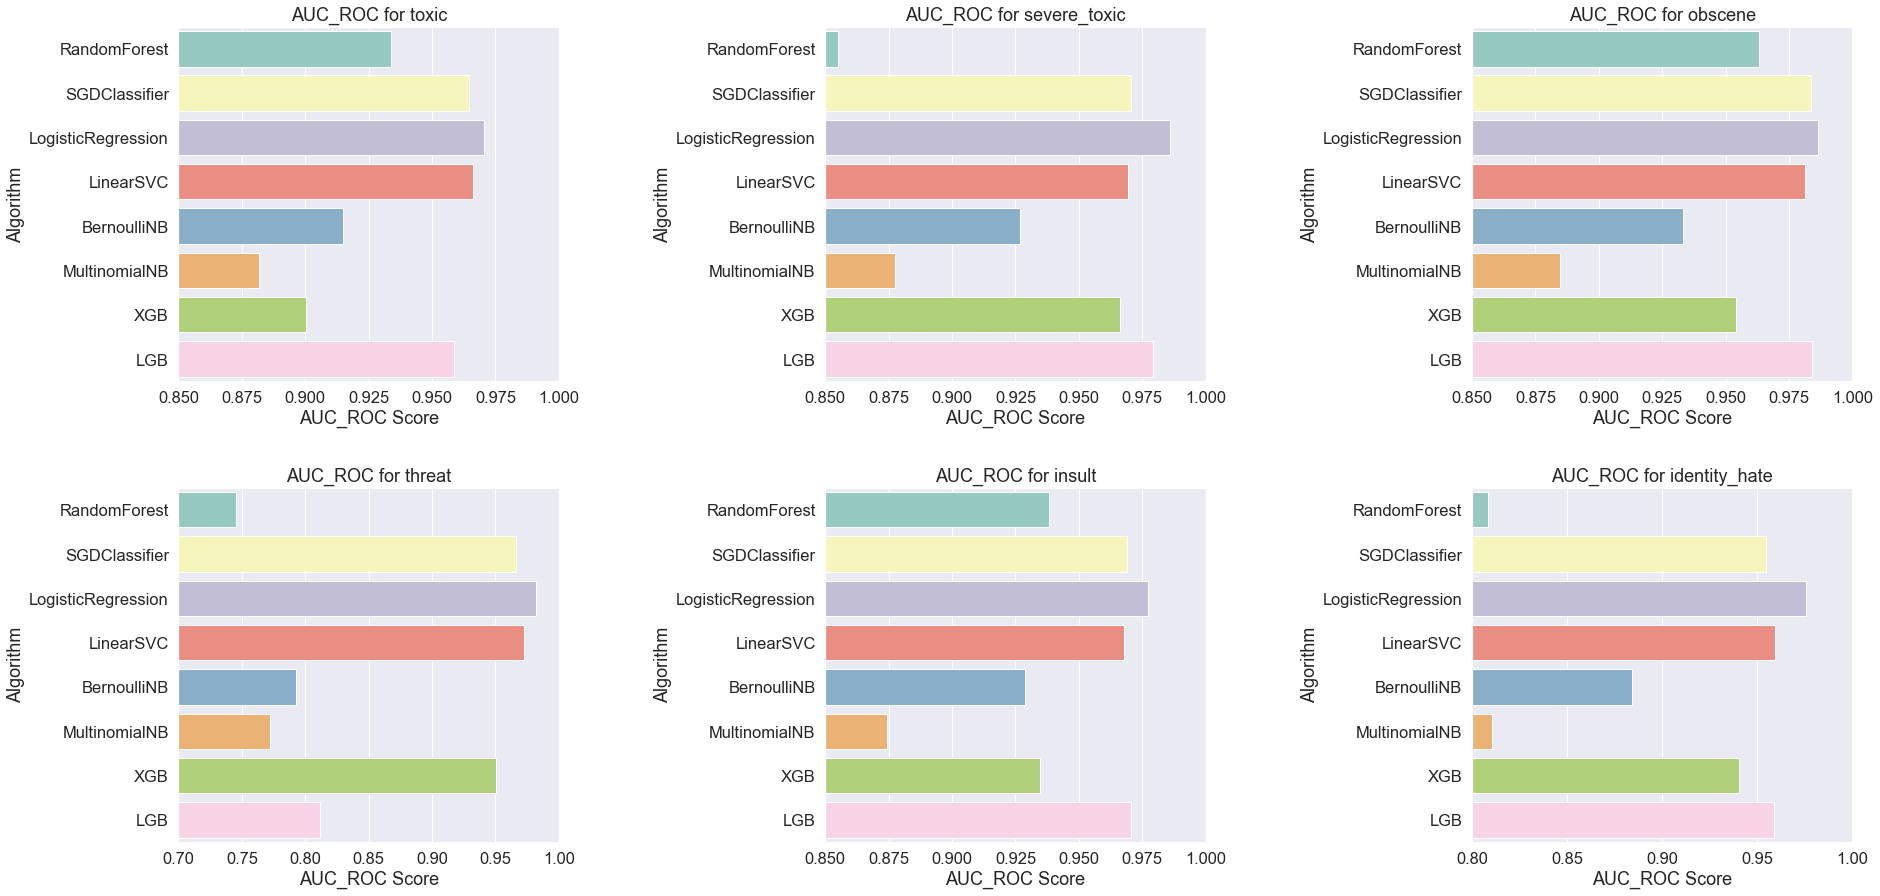 AUC_ROC for toxic
RandomForest
SGDClassifier
LogisticRegression
LinearSVC
BernoulliNB
MultinomialNB
XGB
LGB
Algorithm
0.850 0.875 0.900 0.925 0.950 0.975 1.000
AUC_ROC Score
AUC_ROC for severe_toxic
RandomForest
SGDClassifier
LogisticRegression
LinearSVC
BernoulliNB
MultinomialNB
XGB
LGB
Algorithm
0.850 0.875 0.900 0.925 0.950 0.975 1.000
AUC_ROC Score
AUC_ROC for obscene
RandomForest
SGDClassifier
LogisticRegression
LinearSVC
BernoulliNB
MultinomialNB
XGB
LGB
Algorithm
0.850 0.875 0.900 0.925 0.950 0.975 1.000
AUC_ROC Score
AUC_ROC for threat
RandomForest
SGDClassifier
LogisticRegression
LinearSVC
BernoulliNB
MultinomialNB
XGB
LGB
Algorithm
0.70 0.75 0.80 0.85 0.90 0.95 1.00
AUC_ROC Score
AUC_ROC for insult
RandomForest
SGDClassifier
LogisticRegression
LinearSVC
BernoulliNB
MultinomialNB
XGB
LGB
Algorithm
0.850 0.875 0.900 0.925 0.950 0.975 1.000
AUC_ROC Score
AUC_ROC for identity_hate
RandomForest
SGDClassifier
LogisticRegression
LinearSVC
BernoulliNB
MultinomialNB
XGB
LGB
Algorithm
0.80 0.85 0.90 0.95 1.00
AUC_ROC Score